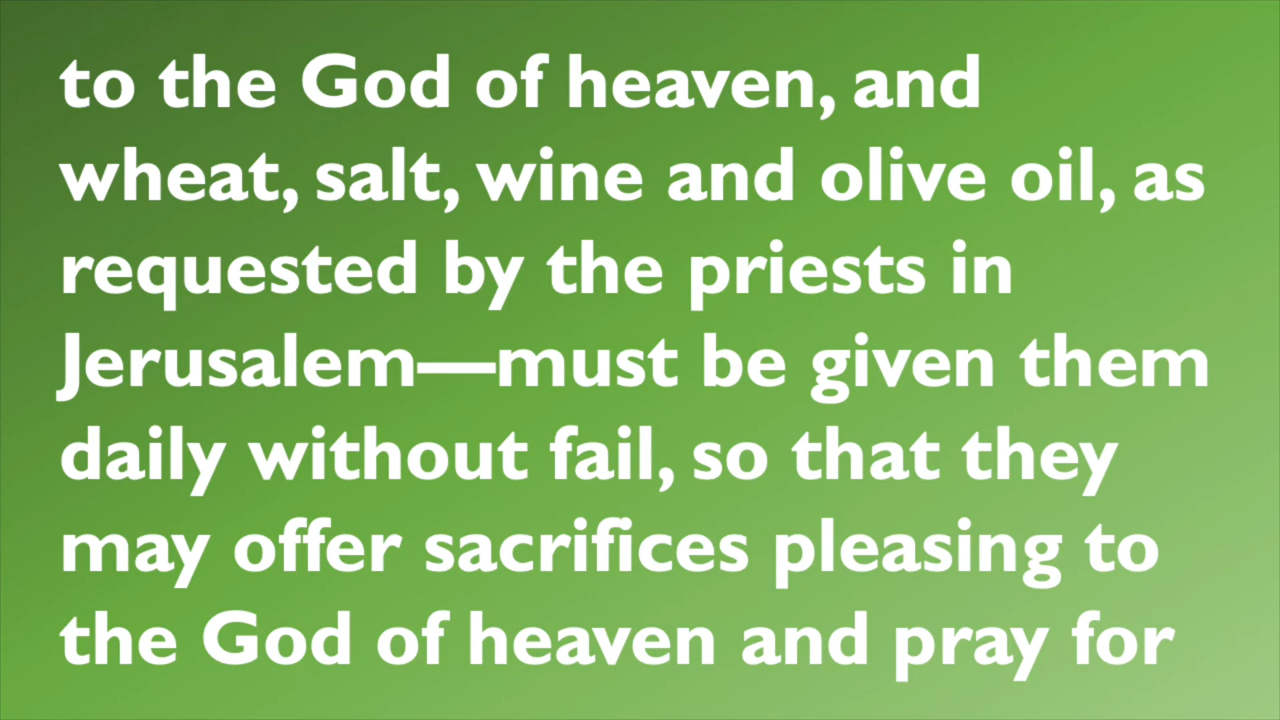 to the God of heaven, and
wheat, salt, wine and olive oil, as
requested by the priests in
Jerusalem—must be given them
daily without fail, so that they
may offer sacrifices pleasing to
the God of heaven and pray for